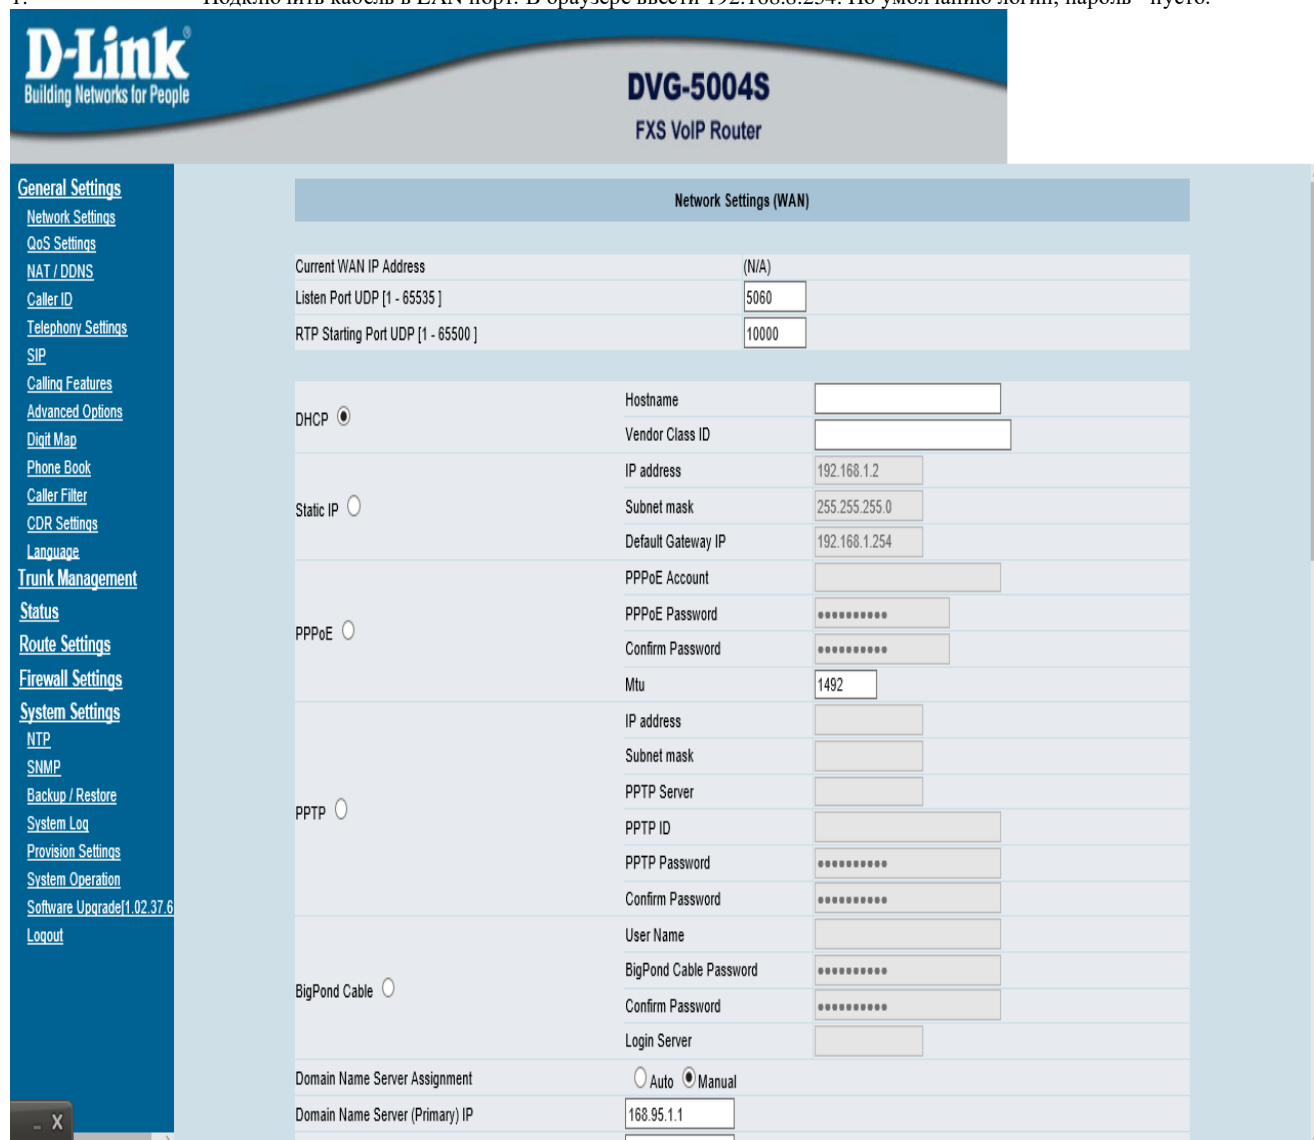 1. Подключить кабель в LAN порт. В браузере ввести 192.168.8.254. По умолчанию логин, пароль - пусто.
D-Link®
Building Networks for People
DVG-5004S
FXS VoIP Router
General Settings
Network Settings
QoS Settings
NAT / DDNS
Caller ID
Telephony Settings
SIP
Calling Features
Advanced Options
Digit Map
Phone Book
Caller Filter
CDR Settings
Language
Trunk Management
Status
Route Settings
Firewall Settings
System Settings
NTP
SNMP
Backup / Restore
System Log
Provision Settings
System Operation
Software Upgrade[1.02.37.6
Logout
_ X
Network Settings (WAN)
Current WAN IP Address (N/A)
Listen Port UDP [1 - 65535 ] 5060
RTP Starting Port UDP [1 - 65500 ] 10000
DHCP
Hostname
Vendor Class ID
Static IP
IP address 192.168.1.2
Subnet mask 255.255.255.0
Default Gateway IP 192.168.1.254
PPPoE
PPPoE Account
PPPoE Password ••••••••••
Confirm Password ••••••••••
Mtu 1492
PPTP
IP address
Subnet mask
PPTP Server
PPTP ID
PPTP Password ••••••••••
Confirm Password ••••••••••
BigPond Cable
User Name
BigPond Cable Password ••••••••••
Confirm Password ••••••••••
Login Server
Domain Name Server Assignment Auto Manual
Domain Name Server (Primary) IP 168.95.1.1